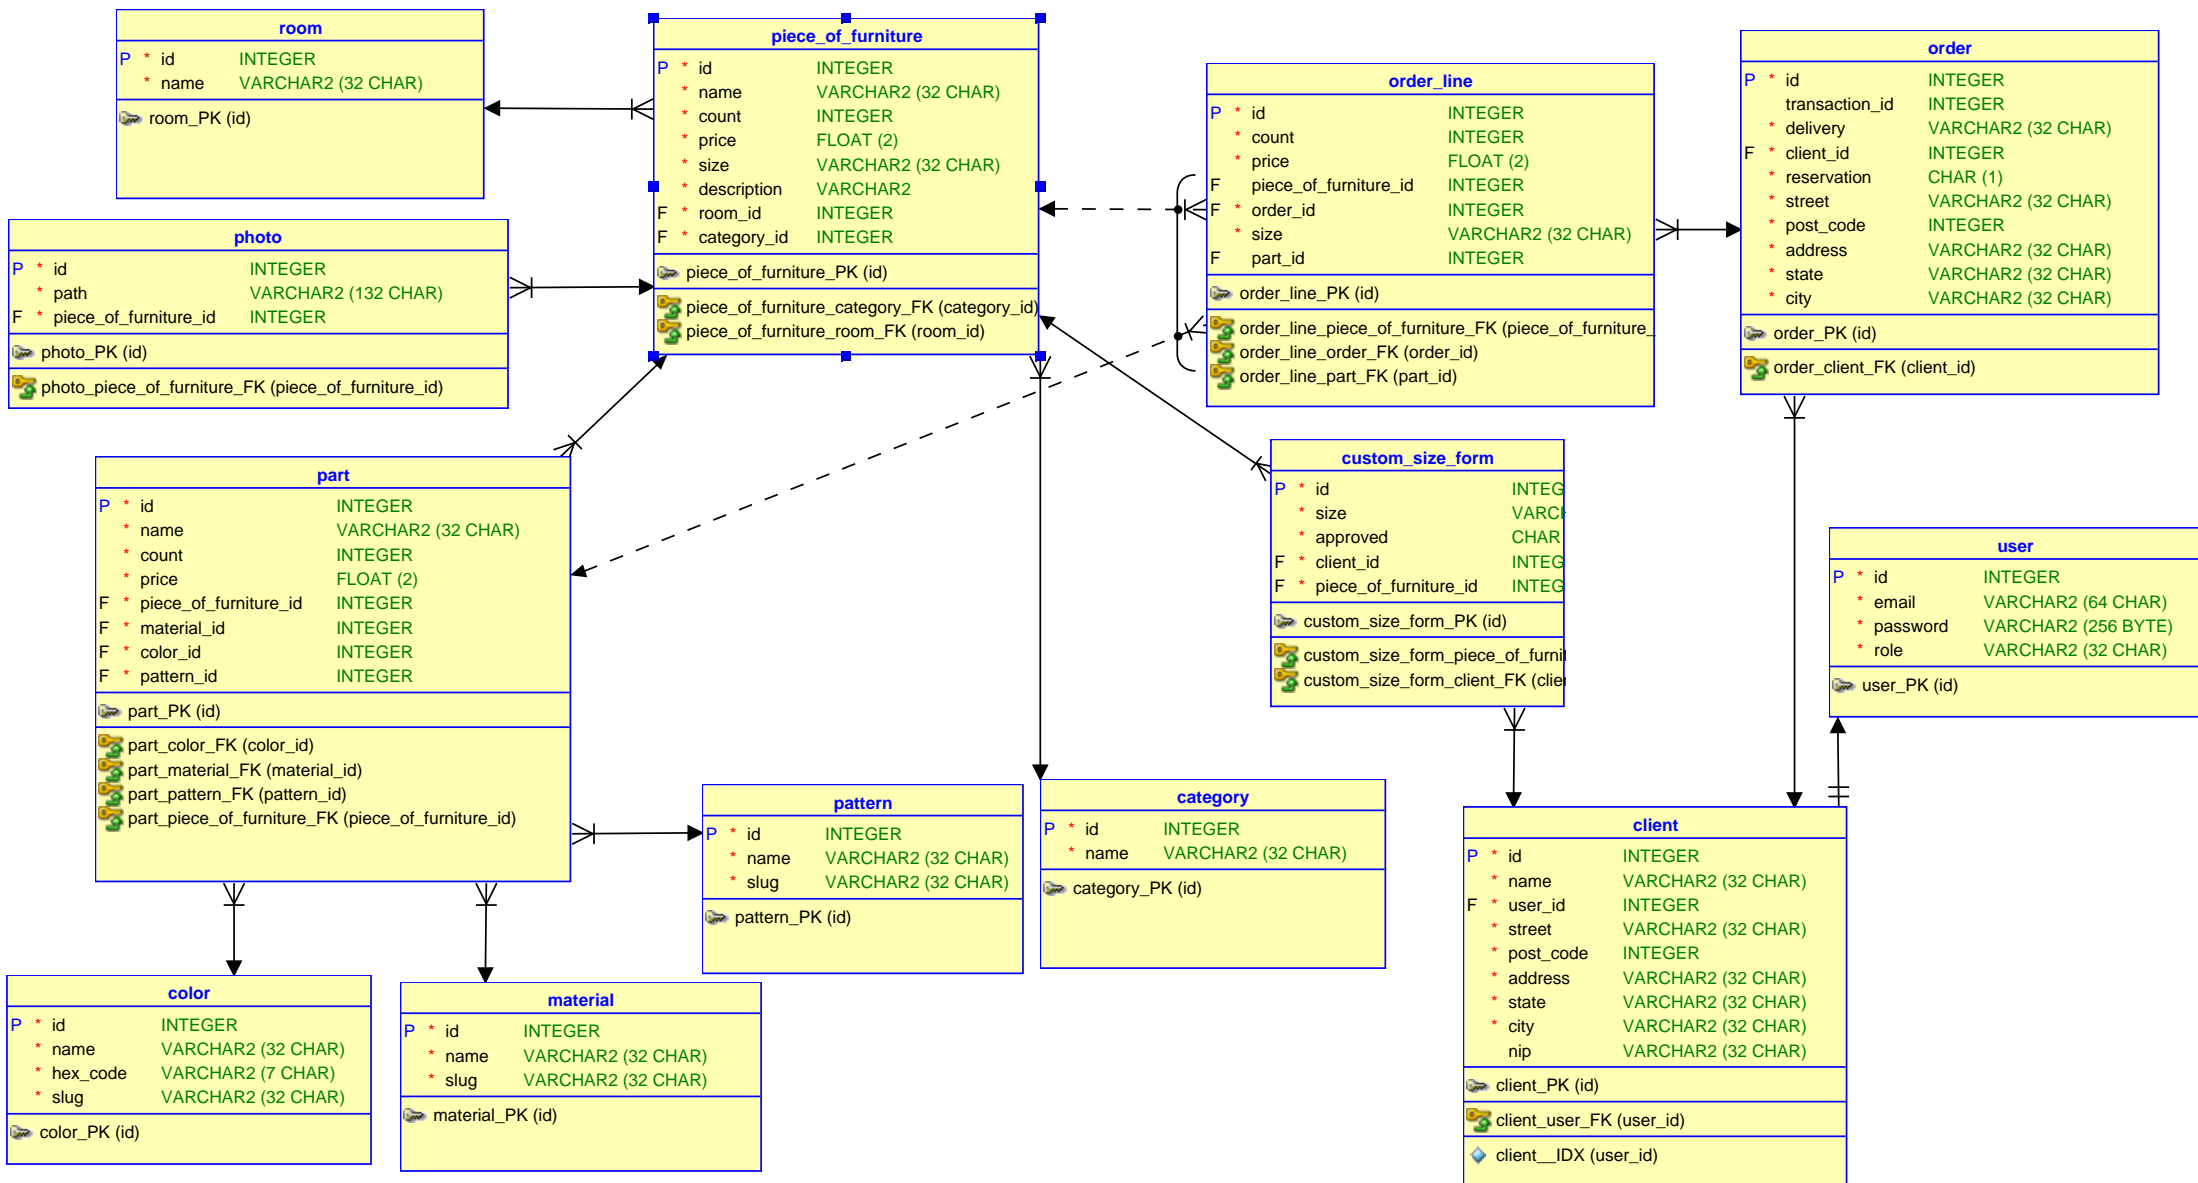 room
P * id INTEGER
* name VARCHAR2 (32 CHAR)
room_PK (id)
piece_of_furniture
P * id INTEGER
* name VARCHAR2 (32 CHAR)
* count INTEGER
* price FLOAT (2)
* size VARCHAR2 (32 CHAR)
* description VARCHAR2
F * room_id INTEGER
F * category_id INTEGER
piece_of_furniture_PK (id)
piece_of_furniture_category_FK (category_id)
piece_of_furniture_room_FK (room_id)
order_line
P * id INTEGER
* count INTEGER
* price FLOAT (2)
F piece_of_furniture_id INTEGER
F * order_id INTEGER
* size VARCHAR2 (32 CHAR)
F part_id INTEGER
order_line_PK (id)
order_line_piece_of_furniture_FK (piece_of_furniture_
order_line_order_FK (order_id)
order_line_part_FK (part_id)
order
P * id INTEGER
transaction_id INTEGER
* delivery VARCHAR2 (32 CHAR)
F * client_id INTEGER
* reservation CHAR (1)
* street VARCHAR2 (32 CHAR)
* post_code INTEGER
* address VARCHAR2 (32 CHAR)
* state VARCHAR2 (32 CHAR)
* city VARCHAR2 (32 CHAR)
order_PK (id)
order_client_FK (client_id)
photo
P * id INTEGER
* path VARCHAR2 (132 CHAR)
F * piece_of_furniture_id INTEGER
photo_PK (id)
photo_piece_of_furniture_FK (piece_of_furniture_id)
part
P * id INTEGER
* name VARCHAR2 (32 CHAR)
* count INTEGER
* price FLOAT (2)
F * piece_of_furniture_id INTEGER
F * material_id INTEGER
F * color_id INTEGER
F * pattern_id INTEGER
part_PK (id)
part_color_FK (color_id)
part_material_FK (material_id)
part_pattern_FK (pattern_id)
part_piece_of_furniture_FK (piece_of_furniture_id)
custom_size_form
P * id INTEG
* size VARCH
* approved CHAR
F * client_id INTEG
F * piece_of_furniture_id INTEG
custom_size_form_PK (id)
custom_size_form_piece_of_furnit
custom_size_form_client_FK (clie
user
P * id INTEGER
* email VARCHAR2 (64 CHAR)
* password VARCHAR2 (256 BYTE)
* role VARCHAR2 (32 CHAR)
user_PK (id)
pattern
P * id INTEGER
* name VARCHAR2 (32 CHAR)
* slug VARCHAR2 (32 CHAR)
pattern_PK (id)
category
P * id INTEGER
* name VARCHAR2 (32 CHAR)
category_PK (id)
client
P * id INTEGER
* name VARCHAR2 (32 CHAR)
F * user_id INTEGER
* street VARCHAR2 (32 CHAR)
* post_code INTEGER
* address VARCHAR2 (32 CHAR)
* state VARCHAR2 (32 CHAR)
* city VARCHAR2 (32 CHAR)
nip VARCHAR2 (32 CHAR)
client_PK (id)
client_user_FK (user_id)
client__IDX (user_id)
color
P * id INTEGER
* name VARCHAR2 (32 CHAR)
* hex_code VARCHAR2 (7 CHAR)
* slug VARCHAR2 (32 CHAR)
color_PK (id)
material
P * id INTEGER
* name VARCHAR2 (32 CHAR)
* slug VARCHAR2 (32 CHAR)
material_PK (id)